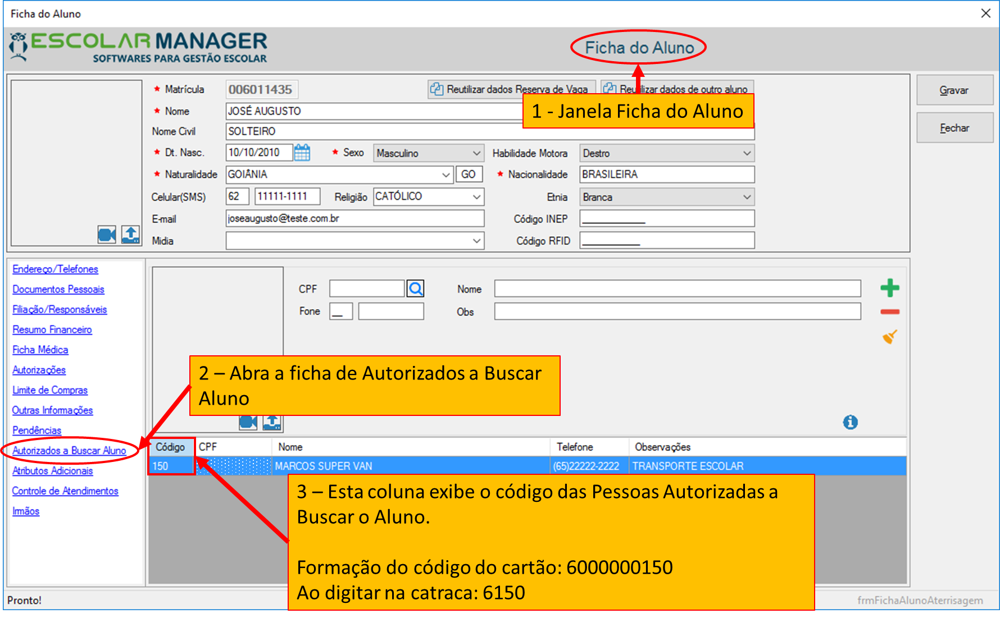 Ficha do Aluno
ESCOLAR MANAGER
SOFTWARES PARA GESTÃO ESCOLAR
Ficha do Aluno
Gravar
Fechar
* Matrícula 006011435 Reutilizar dados Reserva de Vaga Reutilizar dados de outro aluno
1 - Janela Ficha do Aluno
* Nome JOSÉ AUGUSTO
Nome Civil SOLTEIRO
* Dt. Nasc. 10/10/2010 * Sexo Masculino Habilidade Motora Destro
* Naturalidade GOIÂNIA GO * Nacionalidade BRASILEIRA
Celular(SMS) 62 11111-1111 Religião CATÓLICO Etnia Branca
E-mail joseaugusto@teste.com.br Código INEP
Midia Código RFID
Endereço/Telefones
Documentos Pessoais
Filiação/Responsáveis
Resumo Financeiro
Ficha Médica
Autorizações
Limite de Compras
Outras Informações
Pendências
Autorizados a Buscar Aluno
Atributos Adicionais
Controle de Atendimentos
Irmãos
CPF Nome
Fone Obs
2 – Abra a ficha de Autorizados a Buscar
Aluno
Código CPF Nome Telefone Observações
150 MARCOS SUPER VAN (65)22222-2222 TRANSPORTE ESCOLAR
3 – Esta coluna exibe o código das Pessoas Autorizadas a
Buscar o Aluno.
Formação do código do cartão: 6000000150
Ao digitar na catraca: 6150
Pronto!
frmFichaAlunoAterrisagem